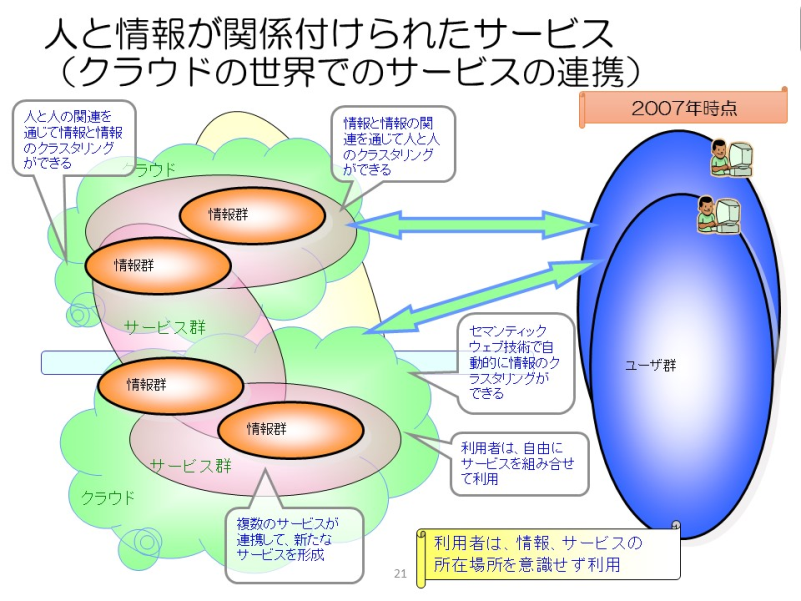 人と情報が関係付けられたサービス
（クラウドの世界でのサービスの連携）
2007年時点
人と人の関連を
通じて情報と情報
のクラスタリング
ができる
情報と情報の関
連を通じて人と人
のクラスタリング
ができる
クラウド
情報群
情報群
サービス群
セマンティック
ウェブ技術で自
動的に情報のク
ラスタリングが
できる
ユーザ群
情報群
情報群
サービス群
利用者は、自由に
サービスを組み合せ
て利用
クラウド
複数のサービスが
連携して、新たな
サービスを形成
利用者は、情報、サービスの
所在場所を意識せず利用
21